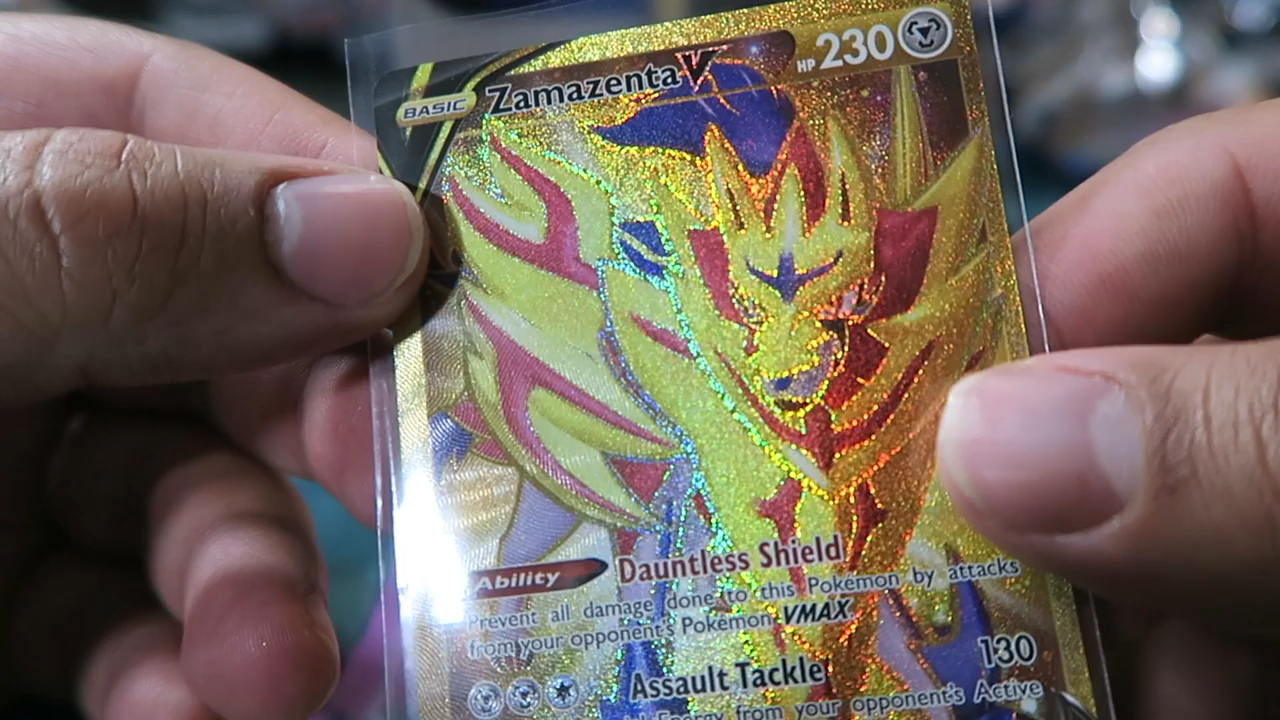 BASIC Zamazenta V HP 230
Ability Dauntless Shield
Prevent all damage done to this Pokémon by attacks
from your opponent's Pokémon VMAX
Assault Tackle 130
Energy from your opponent's Active